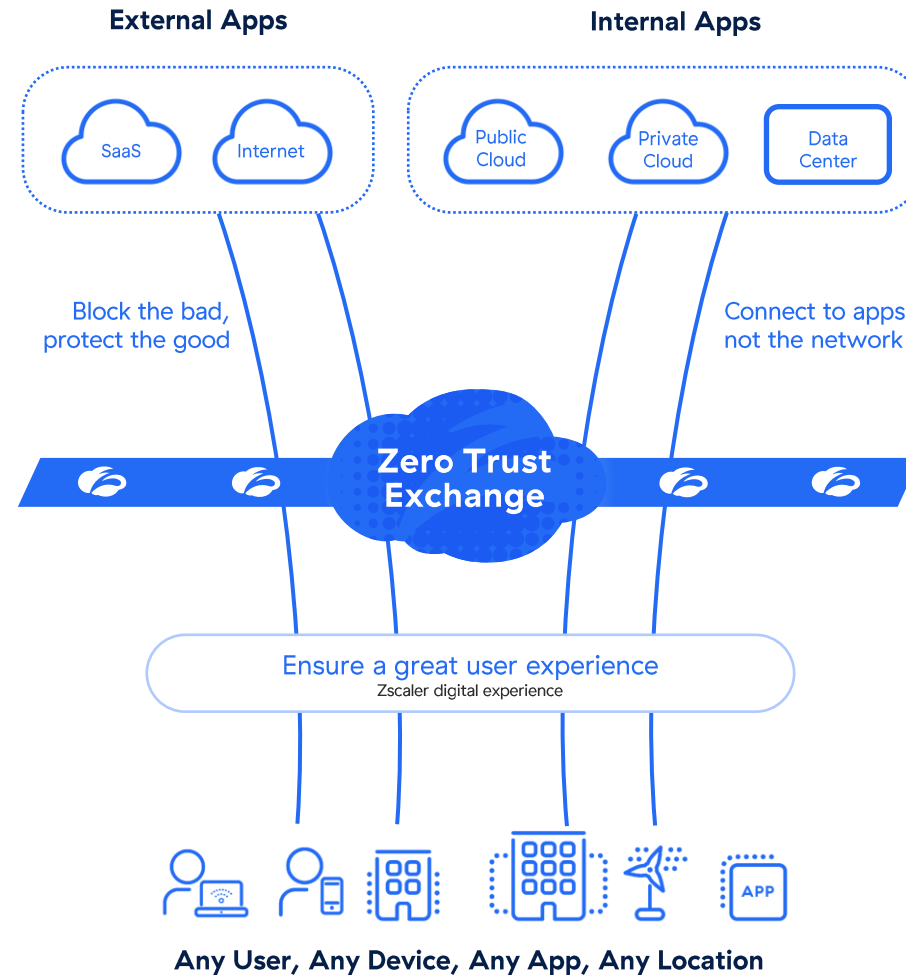 External Apps
Internal Apps
SaaS
Internet
Public
Cloud
Private
Cloud
Data
Center
Block the bad,
protect the good
Connect to apps
not the network
Zero Trust
Exchange
Ensure a great user experience
Zscaler digital experience
APP
Any User, Any Device, Any App, Any Location